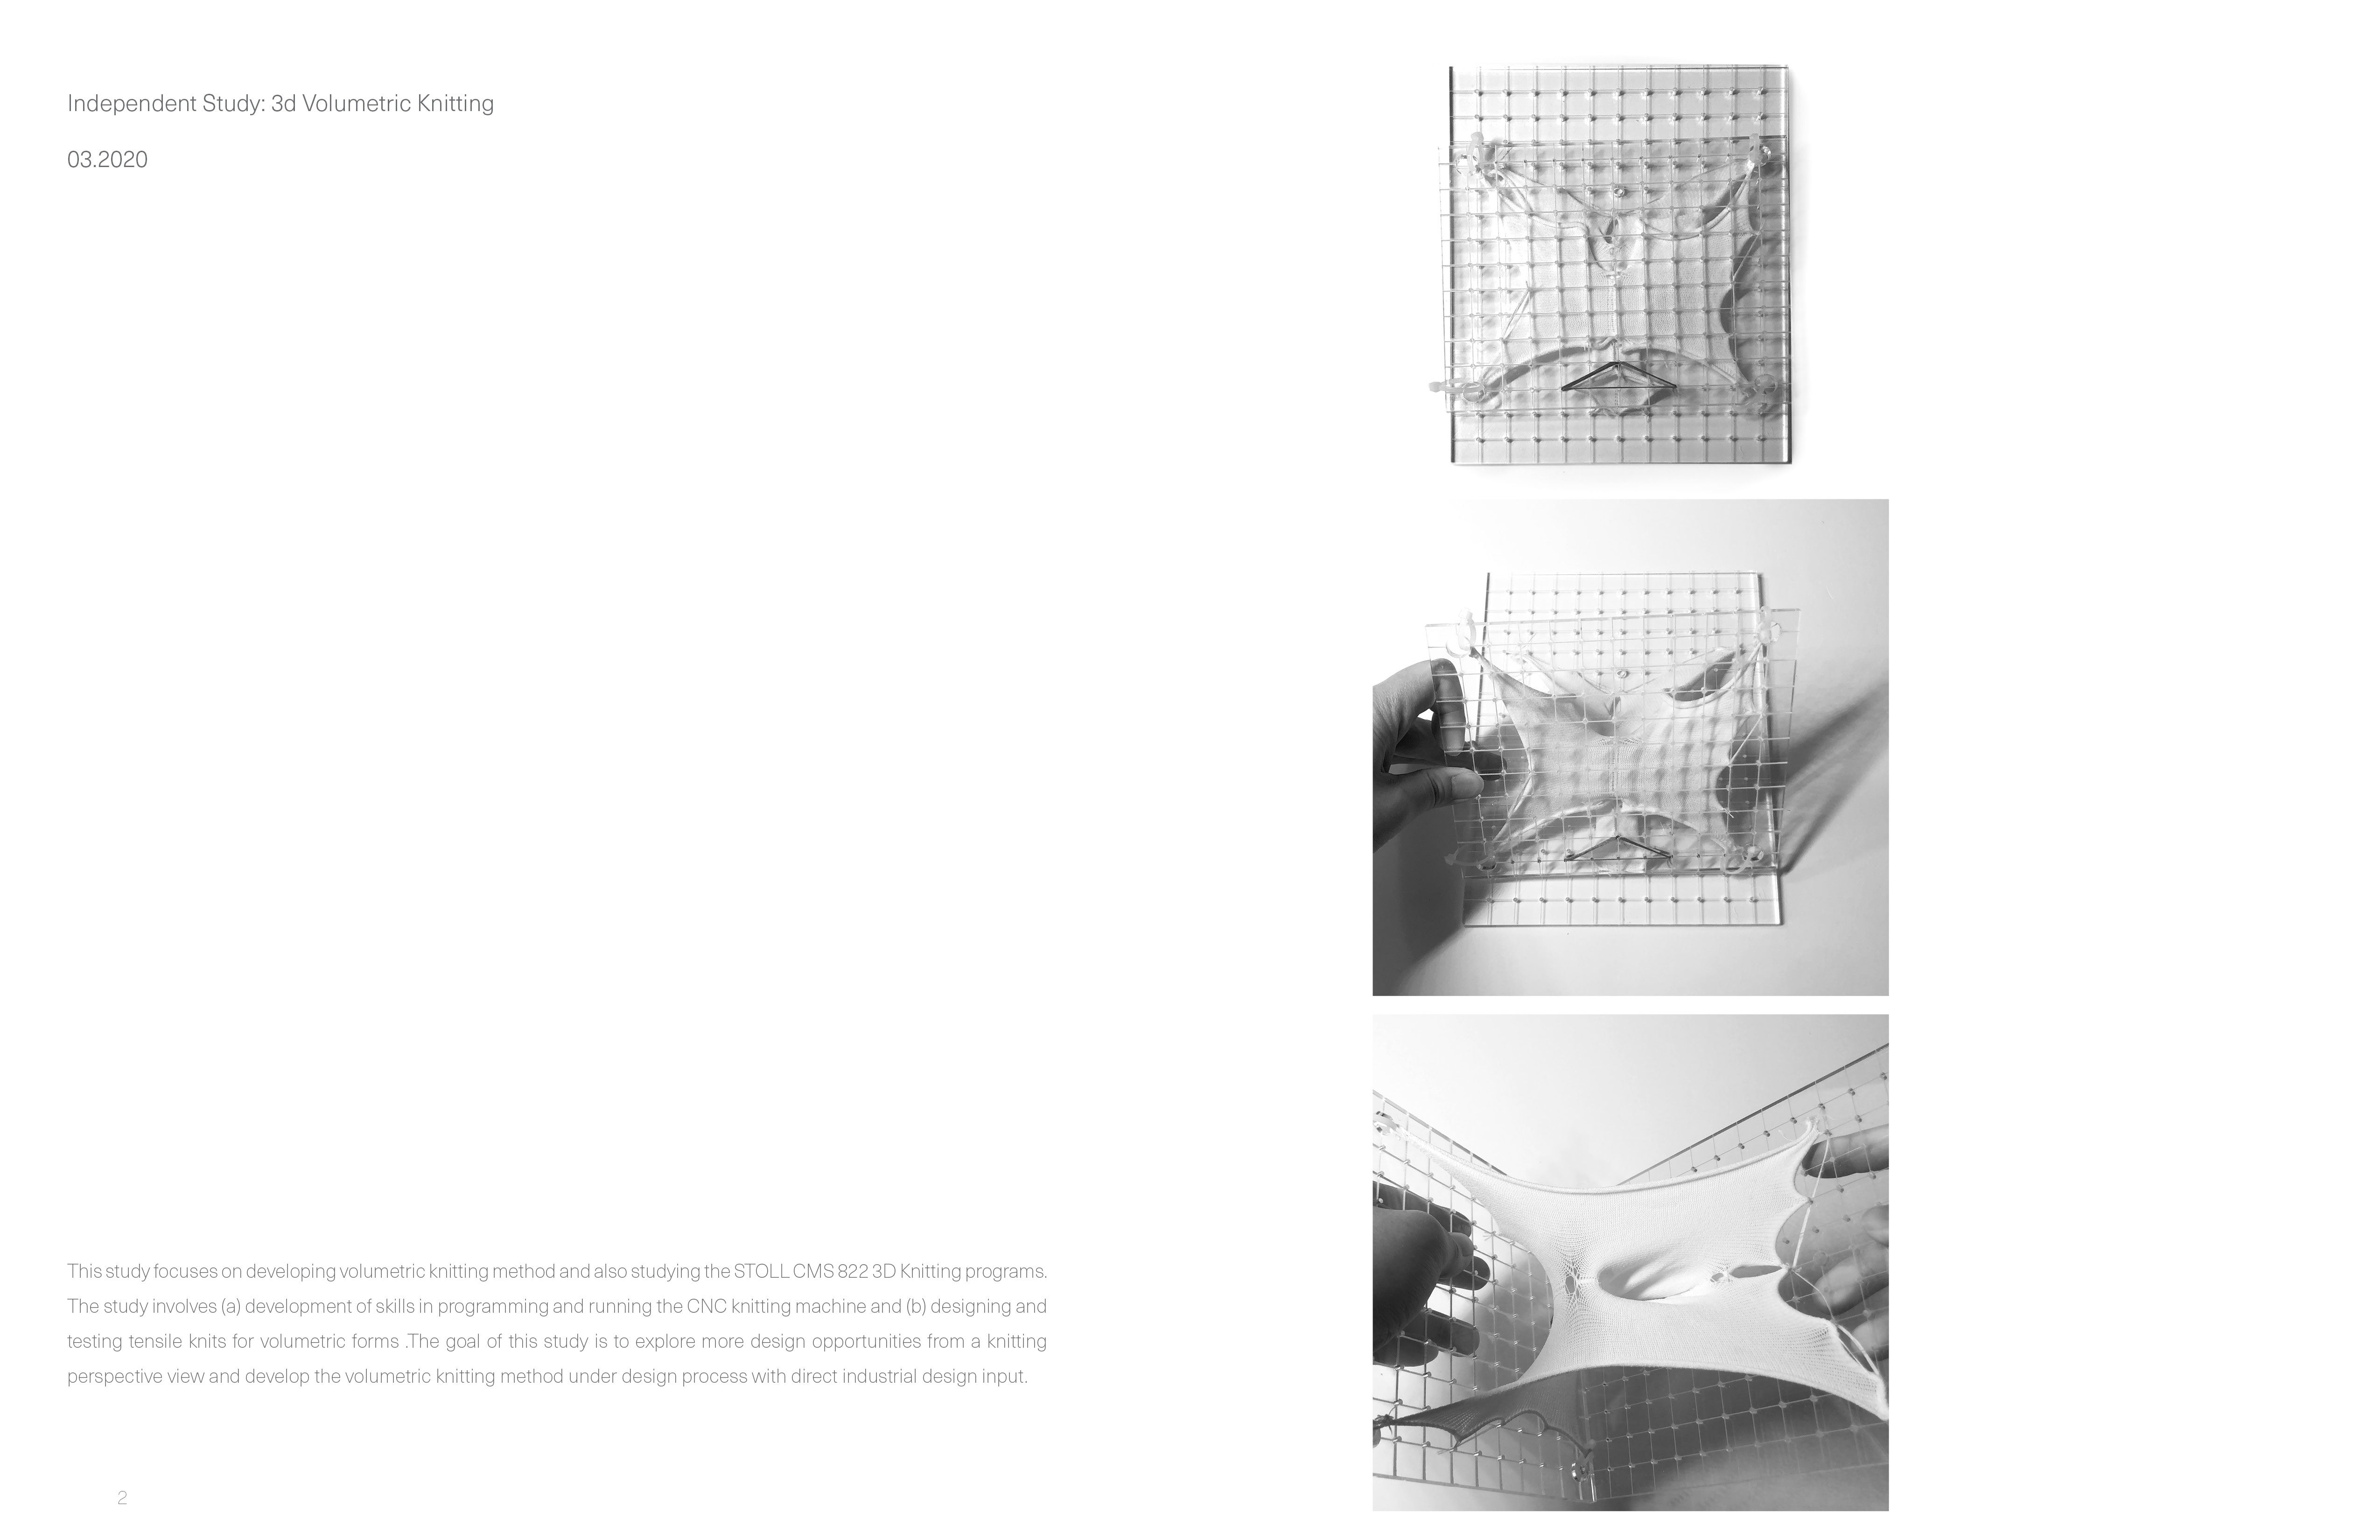 Independent Study: 3d Volumetric Knitting
03.2020
This study focuses on developing volumetric knitting method and also studying the STOLL CMS 822 3D Knitting programs.
The study involves (a) development of skills in programming and running the CNC knitting machine and (b) designing and
testing tensile knits for volumetric forms .The goal of this study is to explore more design opportunities from a knitting
perspective view and develop the volumetric knitting method under design process with direct industrial design input.
2